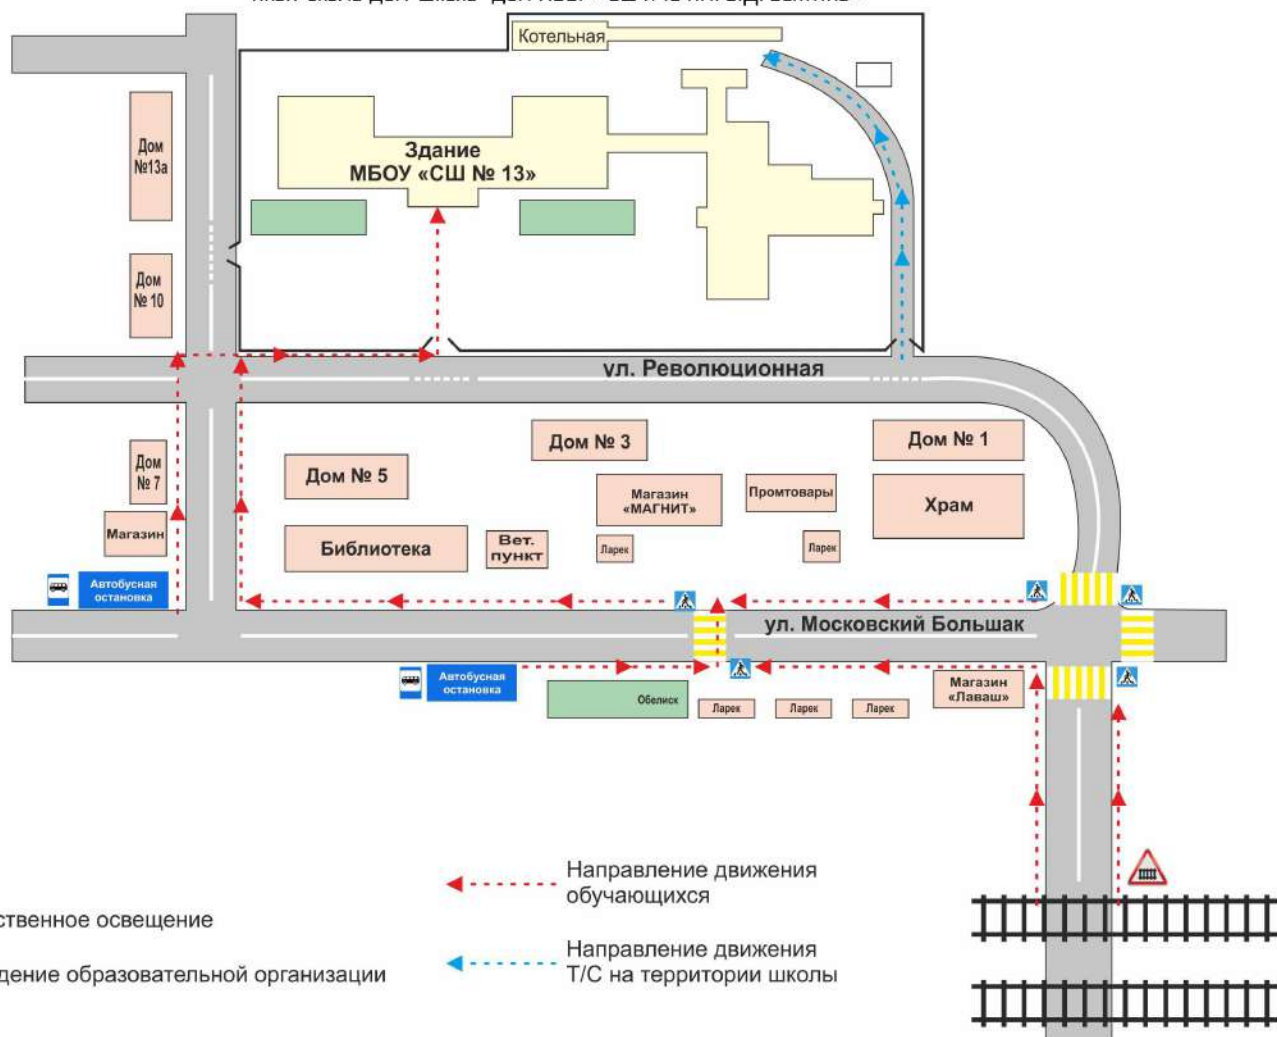 Котельная
Здание
МБОУ «СШ № 13»
Дом
№13а
Дом
№ 10
ул. Революционная
Дом № 3
Дом № 1
Дом
№ 7
Дом № 5
Магазин
«МАГНИТ»
Промтовары
Храм
Магазин
Библиотека
Вет.
пункт
Ларек
Ларек
Автобусная
остановка
ул. Московский Большак
Автобусная
остановка
Обелиск
Ларек
Ларек
Ларек
Магазин
«Лаваш»
Направление движения
обучающихся
ственное освещение
Направление движения
Т/С на территории школы
дение образовательной организации